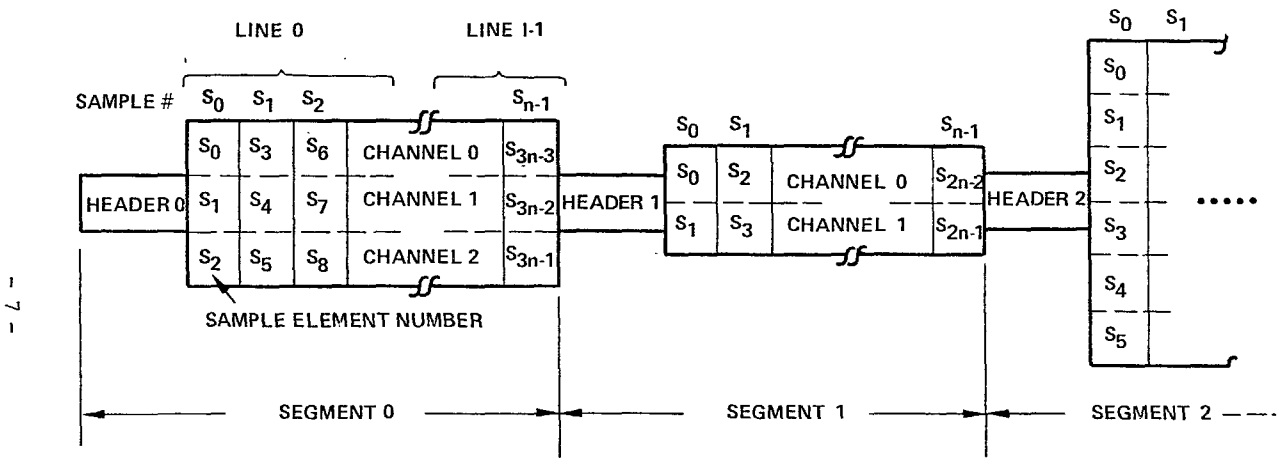 LINE 0 LINE I-1
SAMPLE # S0 S1 S2 Sn-1
S0 S3 S6 CHANNEL 0 S3n-3
HEADER 0 S1 S4 S7 CHANNEL 1 S3n-2
S2 S5 S8 CHANNEL 2 S3n-1
SAMPLE ELEMENT NUMBER
S0 S1 Sn-1
S0 S2 CHANNEL 0 S2n-2
HEADER 1 S1 S3 CHANNEL 1 S2n-1
S0 S1
S0
S1
S2
HEADER 2
S3
S4
S5
.....
SEGMENT 0 SEGMENT 1 SEGMENT 2
- 7 -